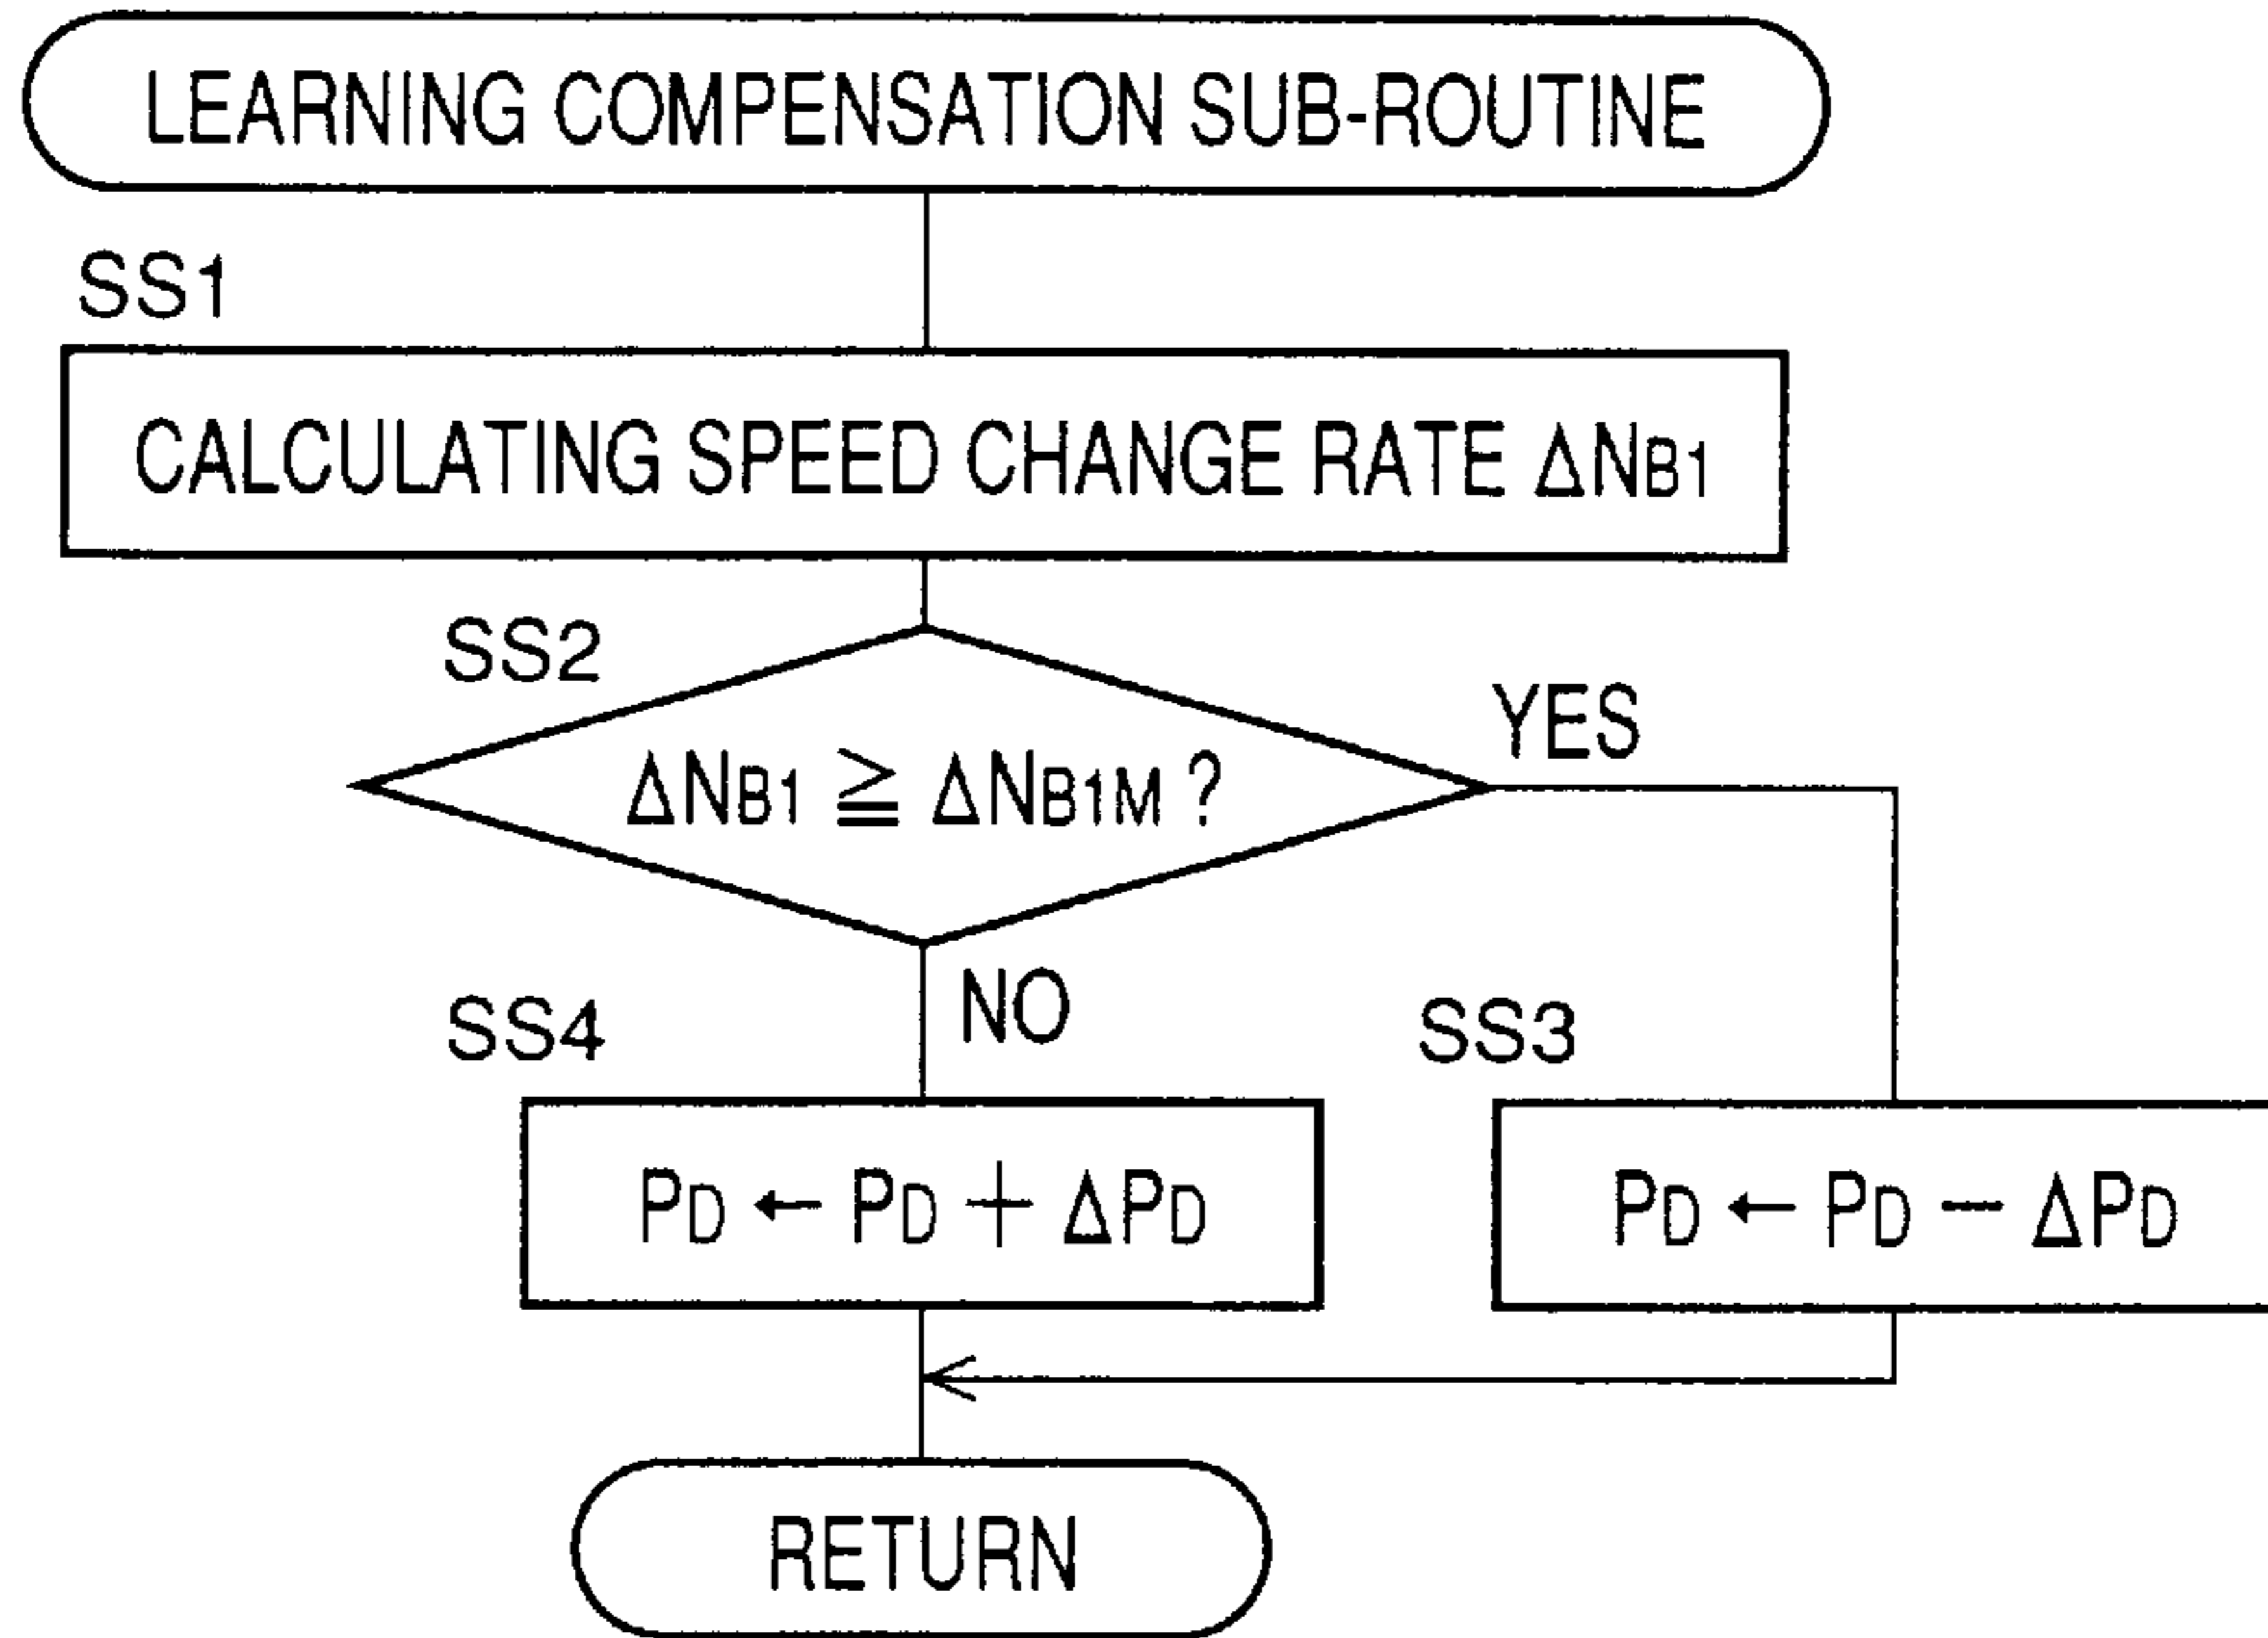 LEARNING COMPENSATION SUB-ROUTINE
SS1
CALCULATING SPEED CHANGE RATE ΔNB1
SS2
YES
ΔNB1 ≧ ΔNB1M ?
NO
SS4
SS3
PD ← PD + ΔPD
PD ← PD − ΔPD
RETURN